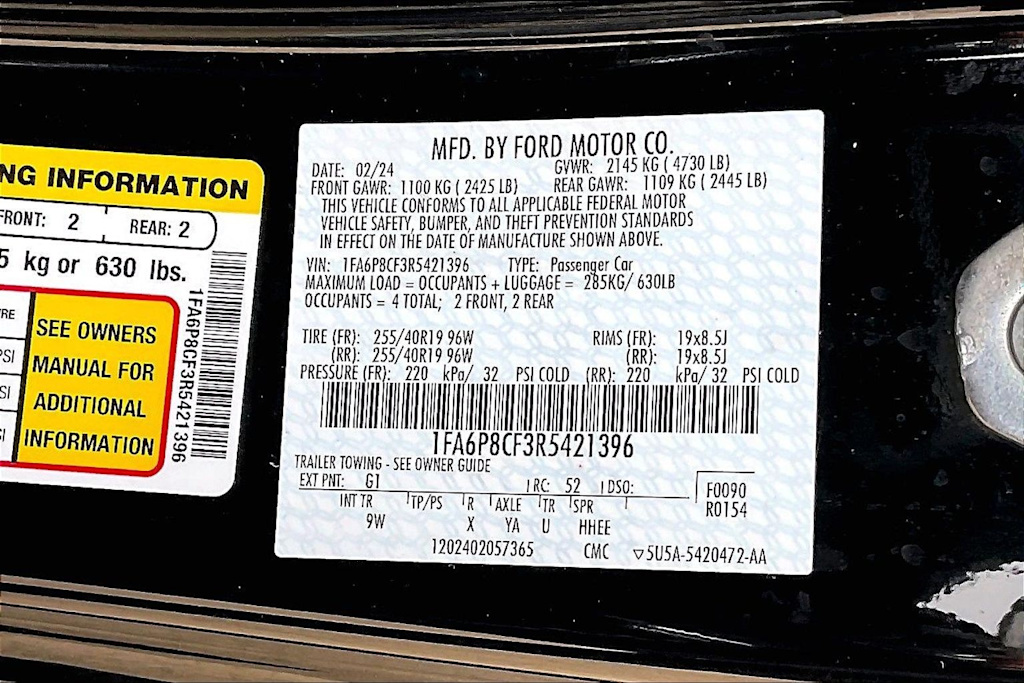 NG INFORMATION
FRONT: 2 REAR: 2
5 kg or 630 lbs.
SEE OWNERS
MANUAL FOR
ADDITIONAL
INFORMATION
PSI
1FA6P8CF3R5421396
MFD. BY FORD MOTOR CO.
DATE: 02/24 GVWR: 2145 KG ( 4730 LB)
FRONT GAWR: 1100 KG ( 2425 LB) REAR GAWR: 1109 KG ( 2445 LB)
THIS VEHICLE CONFORMS TO ALL APPLICABLE FEDERAL MOTOR
VEHICLE SAFETY, BUMPER, AND THEFT PREVENTION STANDARDS
IN EFFECT ON THE DATE OF MANUFACTURE SHOWN ABOVE.
VIN: 1FA6P8CF3R5421396 TYPE: Passenger Car
MAXIMUM LOAD = OCCUPANTS + LUGGAGE = 285KG/ 630LB
OCCUPANTS = 4 TOTAL; 2 FRONT, 2 REAR
TIRE (FR): 255/40R19 96W RIMS (FR): 19x8.5J
(RR): 255/40R19 96W (RR): 19x8.5J
PRESSURE (FR): 220 kPa/ 32 PSI COLD (RR): 220 kPa/ 32 PSI COLD
1FA6P8CF3R5421396
TRAILER TOWING - SEE OWNER GUIDE
EXT PNT: G1 RC: 52 DSO:
F0090
R0154
INT TR TP/PS R AXLE TR SPR
9W X YA U HHEE
1202402057365 CMC ▽5U5A-5420472-AA